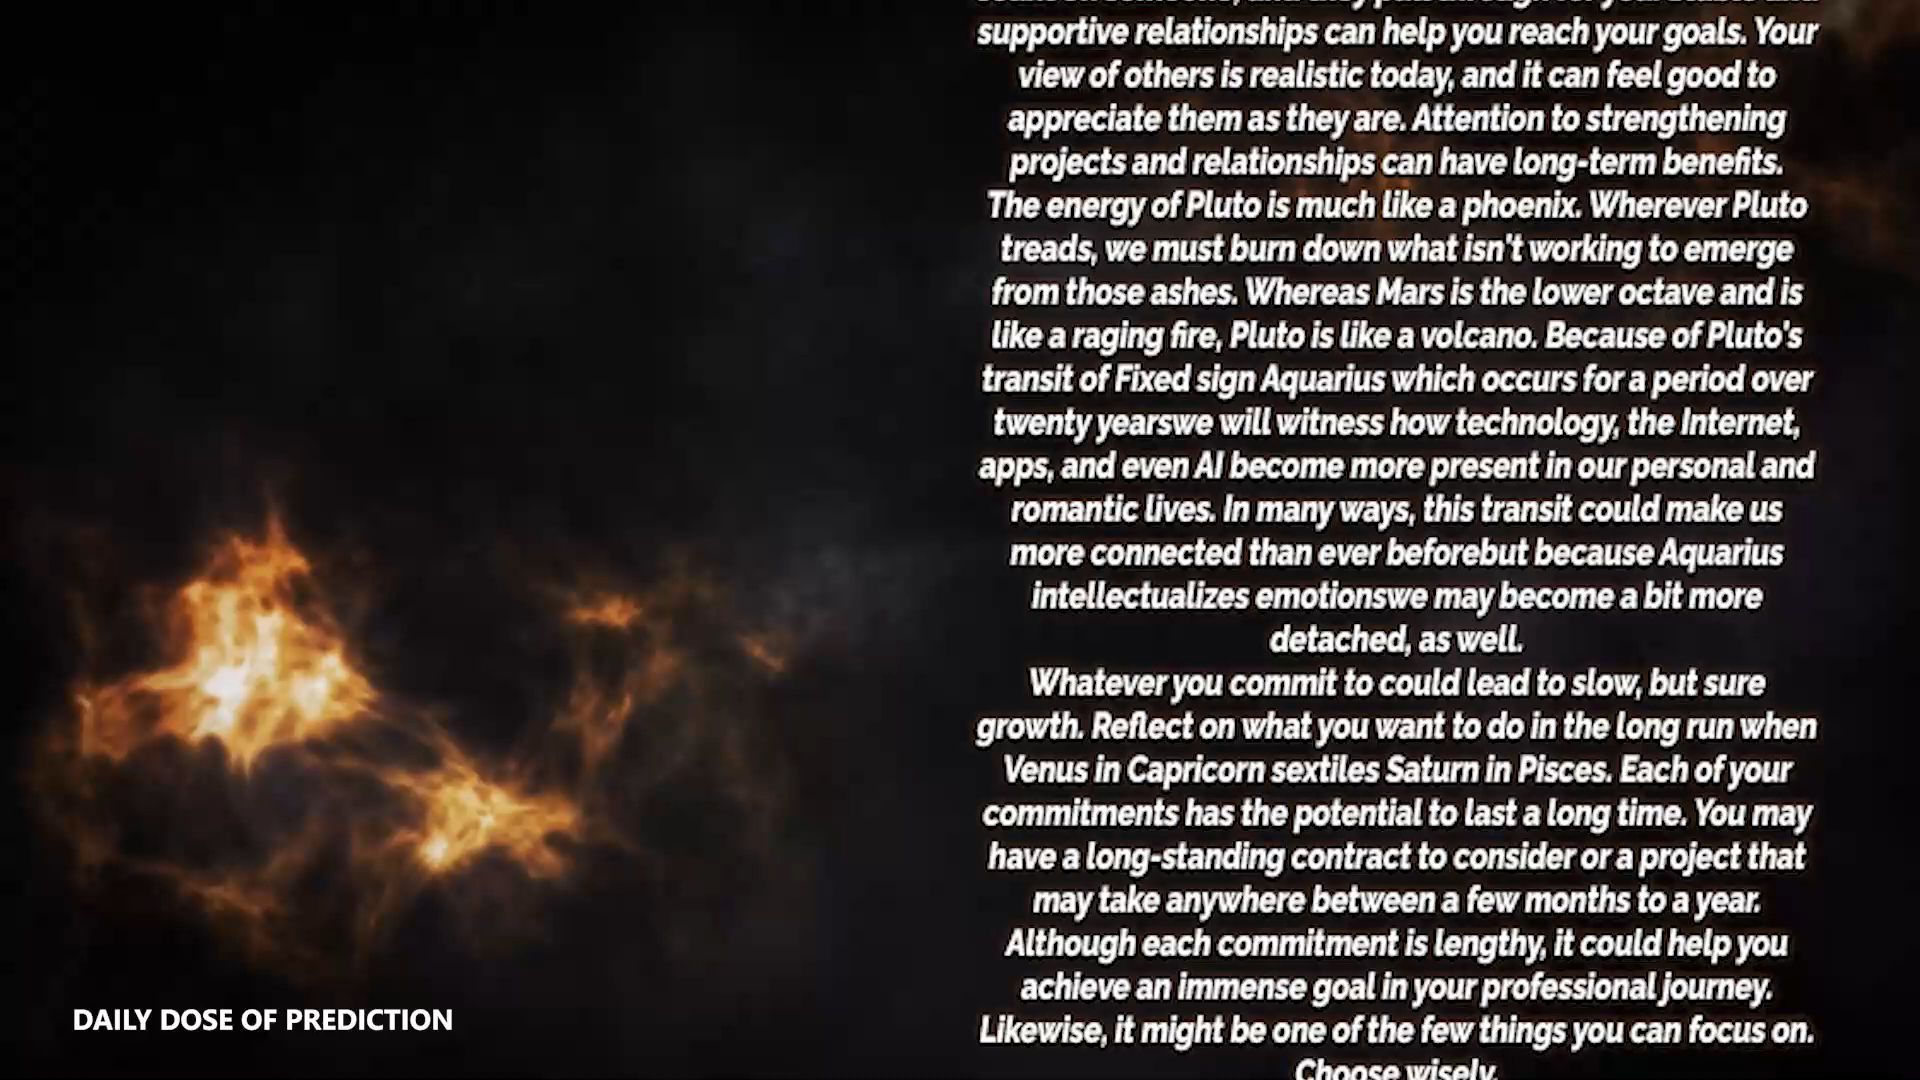 supportive relationships can help you reach your goals. Your
view of others is realistic today, and it can feel good to
appreciate them as they are. Attention to strengthening
projects and relationships can have long-term benefits.
The energy of Pluto is much like a phoenix. Wherever Pluto
treads, we must burn down what isn't working to emerge
from those ashes. Whereas Mars is the lower octave and is
like a raging fire, Pluto is like a volcano. Because of Pluto's
transit of Fixed sign Aquarius which occurs for a period over
twenty yearswe will witness how technology, the Internet,
apps, and even AI become more present in our personal and
romantic lives. In many ways, this transit could make us
more connected than ever beforebut because Aquarius
intellectualizes emotionswe may become a bit more
detached, as well.
Whatever you commit to could lead to slow, but sure
growth. Reflect on what you want to do in the long run when
Venus in Capricorn sextiles Saturn in Pisces. Each of your
commitments has the potential to last a long time. You may
have a long-standing contract to consider or a project that
may take anywhere between a few months to a year.
Although each commitment is lengthy, it could help you
achieve an immense goal in your professional journey.
Likewise, it might be one of the few things you can focus on.
Choose wisely.
DAILY DOSE OF PREDICTION